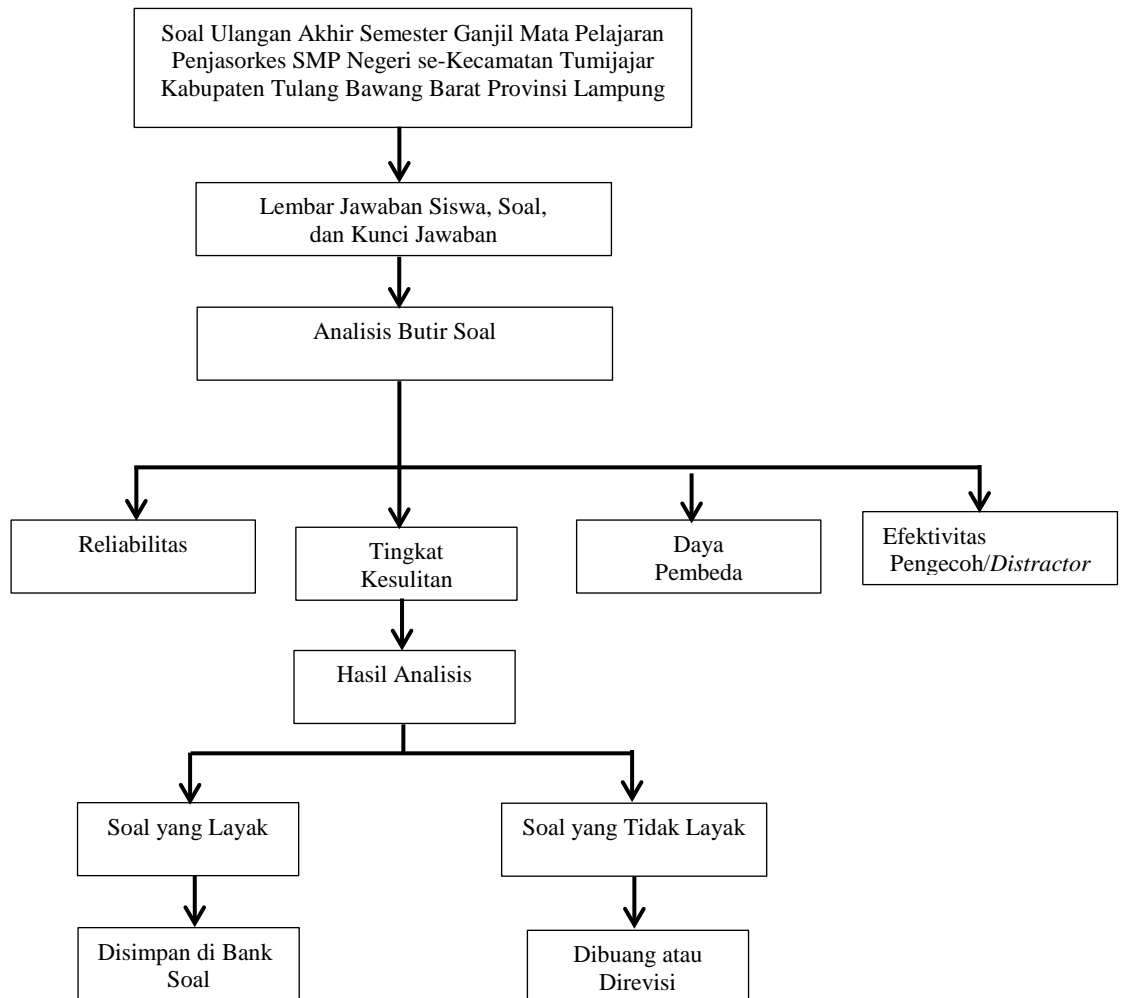 Soal Ulangan Akhir Semester Ganjil Mata Pelajaran
Penjasorkes SMP Negeri se-Kecamatan Tumijajar
Kabupaten Tulang Bawang Barat Provinsi Lampung
Lembar Jawaban Siswa, Soal,
dan Kunci Jawaban
Analisis Butir Soal
Reliabilitas
Tingkat
Kesulitan
Daya
Pembeda
Efektivitas
Pengecoh/Distractor
Hasil Analisis
Soal yang Layak
Soal yang Tidak Layak
Disimpan di Bank
Soal
Dibuang atau
Direvisi